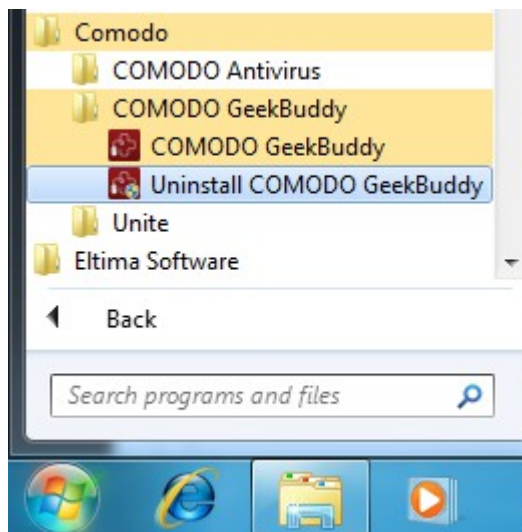 Comodo
COMODO Antivirus
COMODO GeekBuddy
COMODO GeekBuddy
Uninstall COMODO GeekBuddy
Unite
Eltima Software
Back
Search programs and files